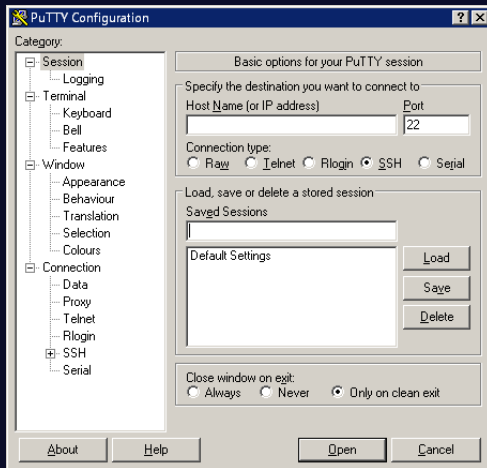 PuTTY Configuration
Category:
Session
Logging
Terminal
Keyboard
Bell
Features
Window
Appearance
Behaviour
Translation
Selection
Colours
Connection
Data
Proxy
Telnet
Rlogin
SSH
Serial
Basic options for your PuTTY session
Specify the destination you want to connect to
Host Name (or IP address) Port
22
Connection type:
Raw Telnet Rlogin SSH Serial
Load, save or delete a stored session
Saved Sessions
Default Settings
Load
Save
Delete
Close window on exit:
Always Never Only on clean exit
About Help Open Cancel